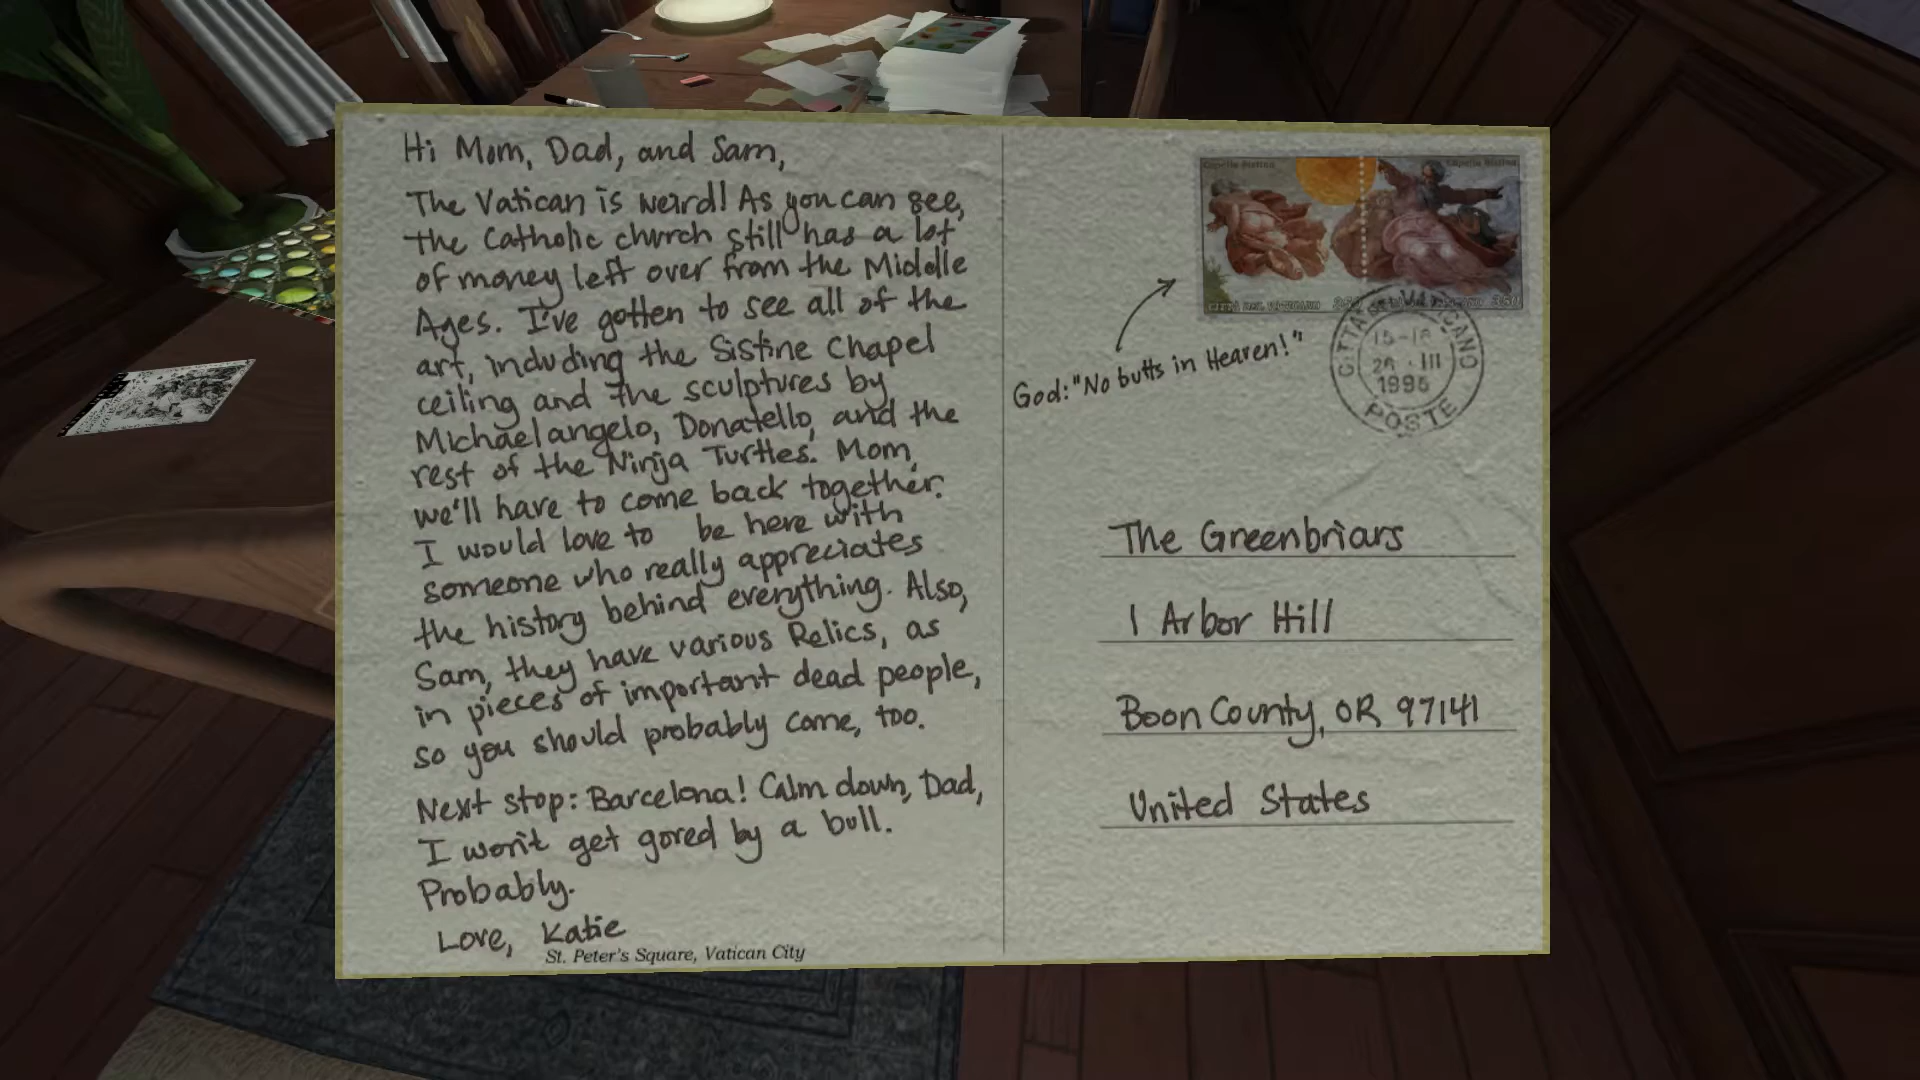 Hi Mom, Dad, and Sam,
The Vatican is weird! As you can see,
the Catholic church still has a lot
of money left over from the Middle
Ages. I've gotten to see all of the
art, including the Sistine Chapel
ceiling and the sculptures by
Michaelangelo, Donatello, and the
rest of the Ninja Turtles. Mom,
we'll have to come back together.
I would love to be here with
someone who really appreciates
the history behind everything. Also,
Sam, they have various Relics, as
in pieces of important dead people,
so you should probably come, too.
Next stop: Barcelona! Calm down, Dad,
I won't get gored by a bull.
Probably.
Love, Katie
St. Peter's Square, Vatican City
Cappella Sistina
Cappella Sistina
God: "No butts in Heaven!"
POSTE
The Greenbriars
1 Arbor Hill
Boon County, OR 97141
United States